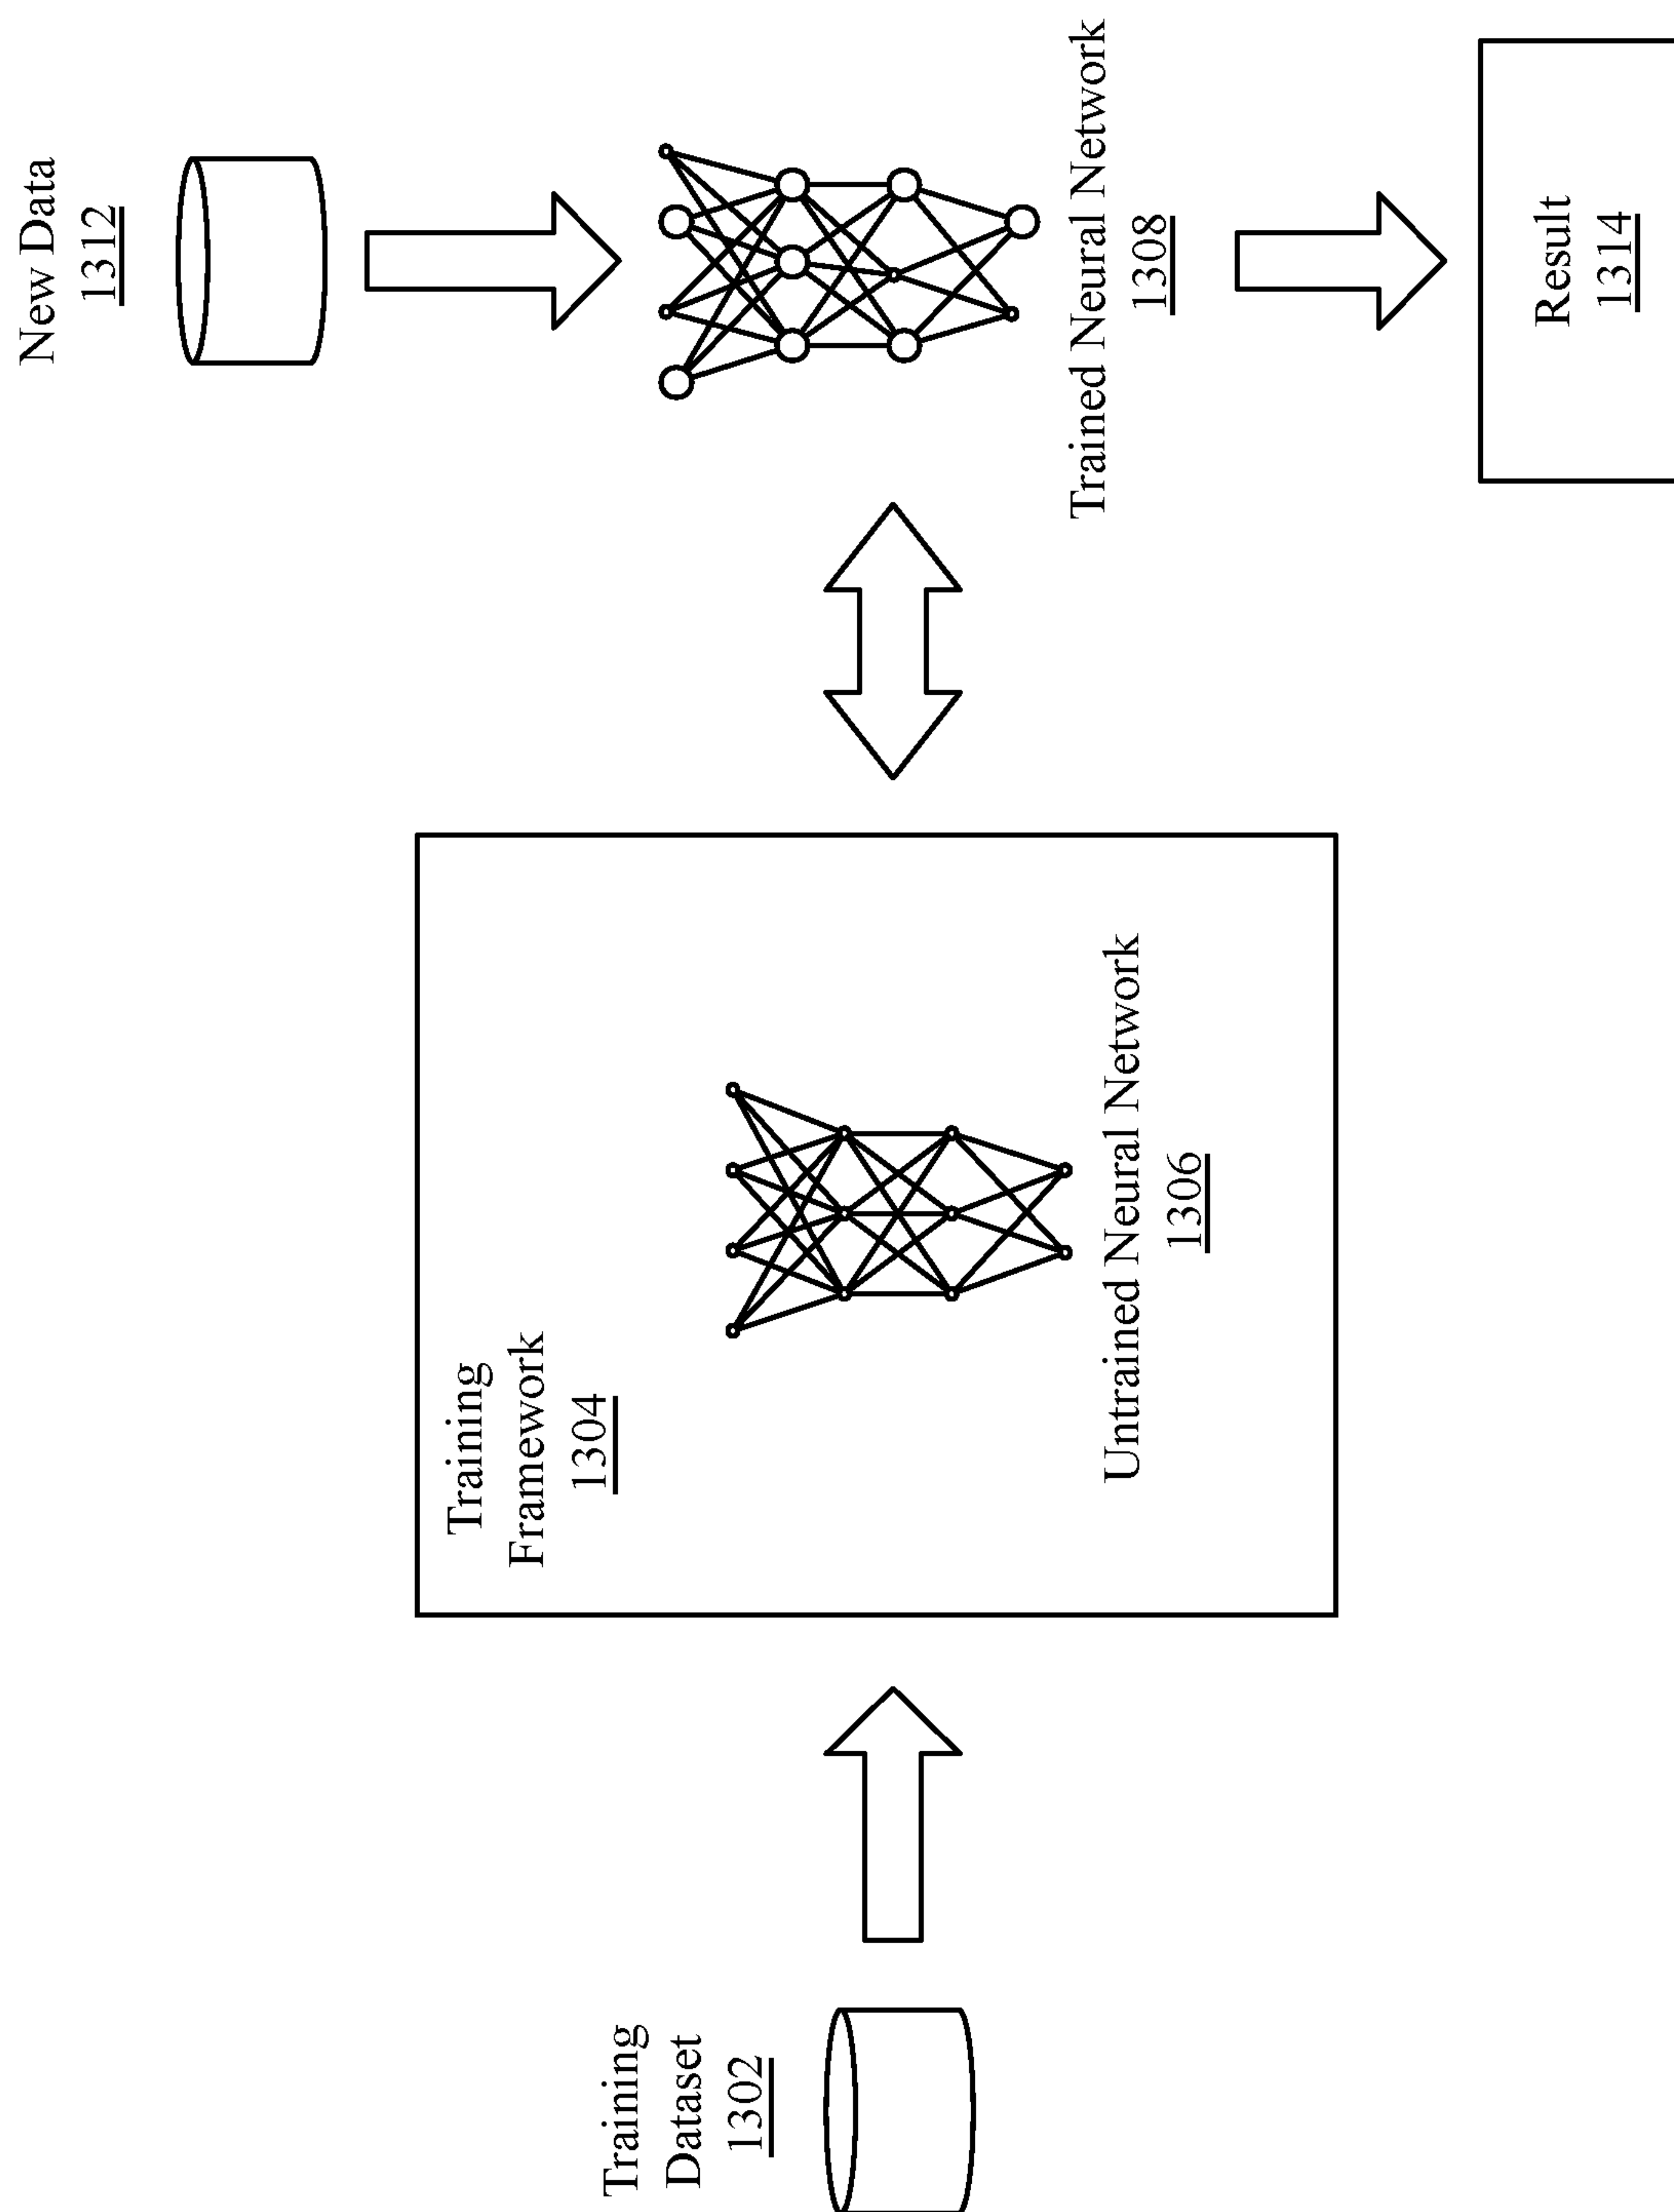 Training
Dataset
1302
Training
Framework
1304
Untrained Neural Network
1306
New Data
1312
Trained Neural Network
1308
Result
1314